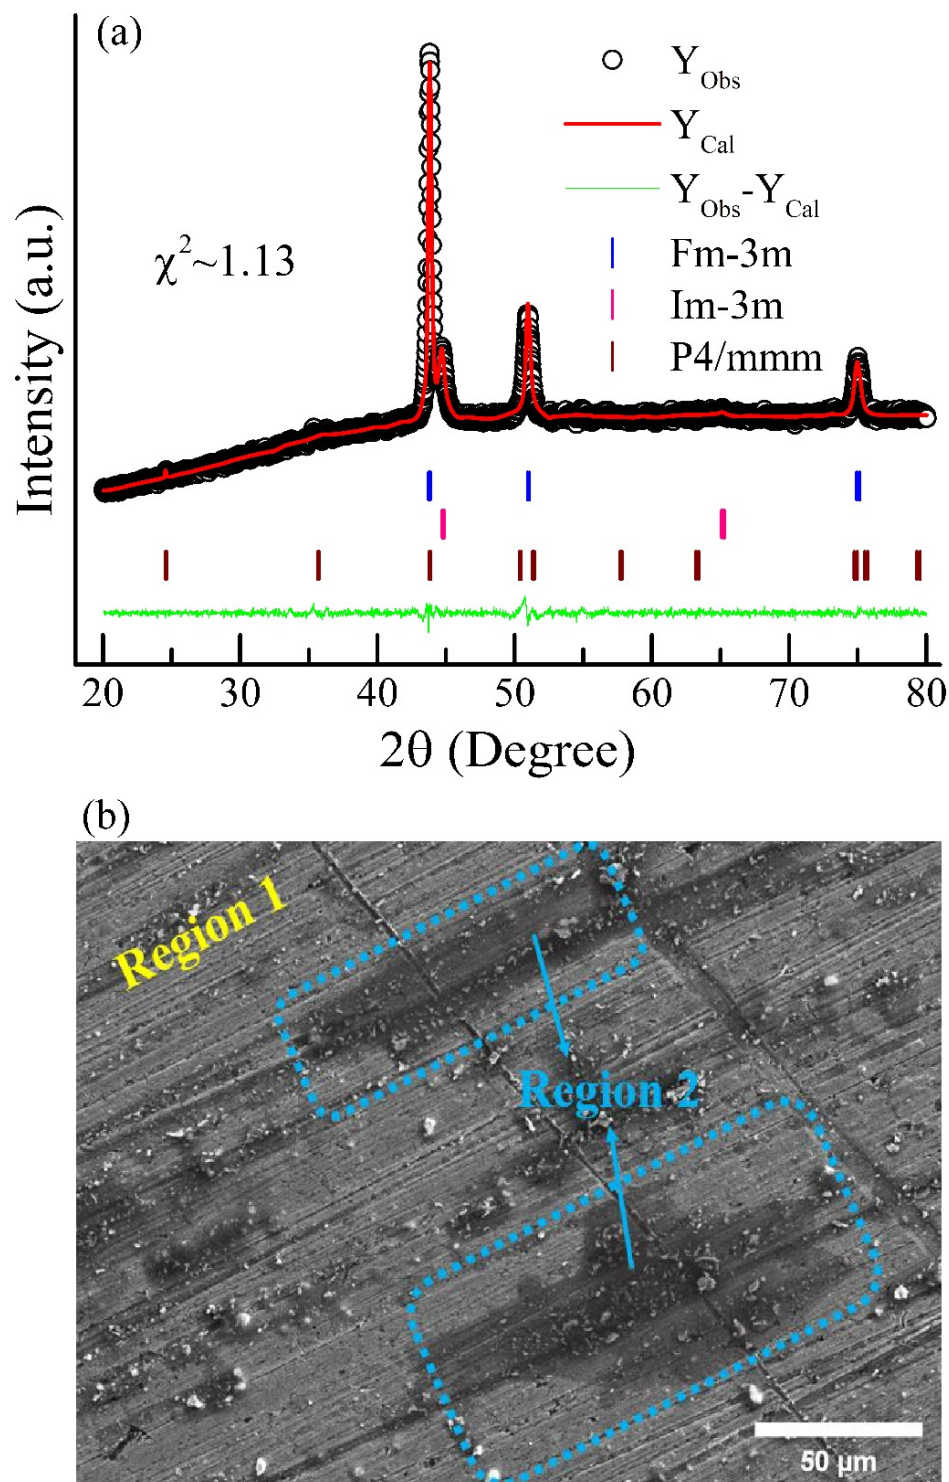 (a)
Y_Obs
Y_Cal
Y_Obs-Y_Cal
χ²~1.13
Fm-3m
Im-3m
P4/mmm
Intensity (a.u.)
20 30 40 50 60 70 80
2θ (Degree)
(b)
Region 1
Region 2
50 µm